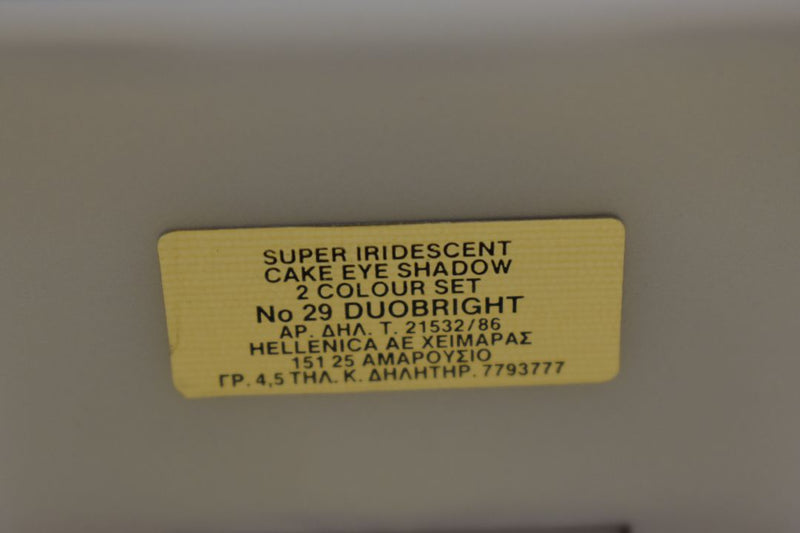 SUPER IRIDESCENT
CAKE EYE SHADOW
2 COLOUR SET
No 29 DUOBRIGHT
ΑΡ. ΔΗΛ. Τ. 21532/86
HELLENICA ΑΕ ΧΕΙΜΑΡΑΣ
151 25 ΑΜΑΡΟΥΣΙΟ
ΓΡ. 4,5 ΤΗΛ. Κ. ΔΗΛΗΤΗΡ. 7793777